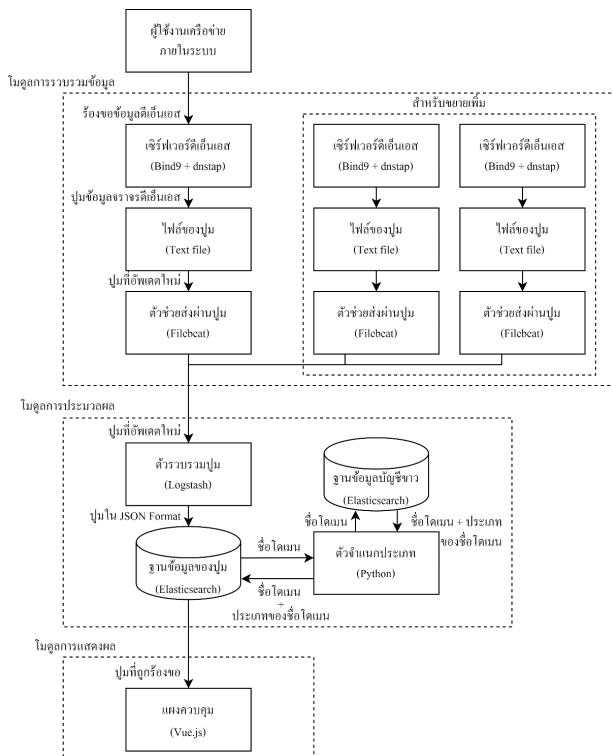 ผู้ใช้งานเครือข่าย
ภายในระบบ
โมดูลการรวบรวมข้อมูล
สำหรับขยายเพิ่ม
ร้องขอข้อมูลดีเอ็นเอส
เซิร์ฟเวอร์ดีเอ็นเอส
(Bind9 + dnstap)
เซิร์ฟเวอร์ดีเอ็นเอส
(Bind9 + dnstap)
เซิร์ฟเวอร์ดีเอ็นเอส
(Bind9 + dnstap)
ปูมข้อมูลจราจรดีเอ็นเอส
ไฟล์ของปูม
(Text file)
ไฟล์ของปูม
(Text file)
ไฟล์ของปูม
(Text file)
ปูมที่อัพเดตใหม่
ตัวช่วยส่งผ่านปูม
(Filebeat)
ตัวช่วยส่งผ่านปูม
(Filebeat)
ตัวช่วยส่งผ่านปูม
(Filebeat)
โมดูลการประมวลผล
ปูมที่อัพเดตใหม่
ตัวรวบรวมปูม
(Logstash)
ฐานข้อมูลบัญชีขาว
(Elasticsearch)
ปูมใน JSON Format
ชื่อโดเมน
ชื่อโดเมน + ประเภท
ของชื่อโดเมน
ฐานข้อมูลของปูม
(Elasticsearch)
ชื่อโดเมน
ตัวจำแนกประเภท
(Python)
ชื่อโดเมน
+
ประเภทของชื่อโดเมน
โมดูลการแสดงผล
ปูมที่ถูกร้องขอ
แผงควบคุม
(Vue.js)